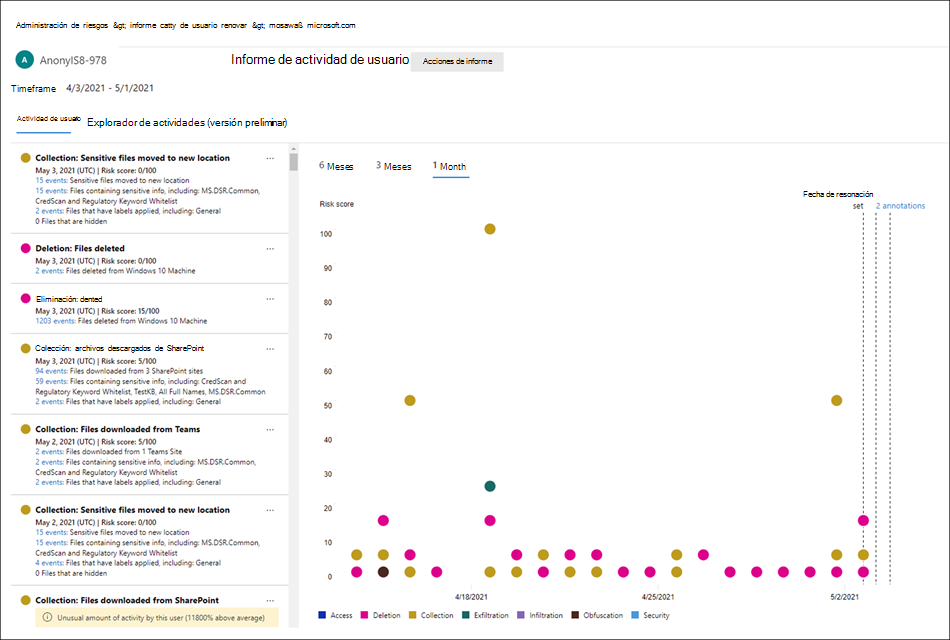 Administración de riesgos &gt; informe catty de usuario renovar &gt; mosawaß microsoft.com
A AnonyIS8-978
Informe de actividad de usuario
Acciones de informe
Timeframe 4/3/2021 - 5/1/2021
Actividad de usuato
Explorador de actividades (versión preliminar)
Collection: Sensitive files moved to new location ...
May 3, 2021 (UTC) | Risk score: 0/100
15 events: Sensitive files moved to new location
15 events: Files containing sensitive info, including: MS.DSR.Common,
CredScan and Regulatory Keyword Whitelist
2 events: Files that have labels applied, including: General
0 Files that are hidden
Deletion: Files deleted ...
May 3, 2021 (UTC) | Risk score: 0/100
2 events: Files deleted from Windows 10 Machine
Eliminación: dented ...
May 3, 2021 (UTC) | Risk score: 15/100
1203 events: Files deleted from Windows 10 Machine
Colección: archivos descargados de SharePoint ...
May 3, 2021 (UTC) | Risk score: 5/100
94 events: Files downloaded from 3 SharePoint sites
59 events: Files containing sensitive info, including: CredScan and
Regulatory Keyword Whitelist, TestKB, All Full Names, MS.DSR.Common
2 events: Files that have labels applied, including: General
Collection: Files downloaded from Teams ...
May 2, 2021 (UTC) | Risk score: 5/100
2 events: Files downloaded from 1 Teams Site
2 events: Files containing sensitive info, including: MS.DSR.Common,
CredScan and Regulatory Keyword Whitelist
2 events: Files that have labels applied, including: General
Collection: Sensitive files moved to new location ...
May 2, 2021 (UTC) | Risk score: 0/100
15 events: Sensitive files moved to new location
15 events: Files containing sensitive info, including: MS.DSR.Common,
CredScan and Regulatory Keyword Whitelist
4 events: Files that have labels applied, including: General
0 Files that are hidden
Collection: Files downloaded from SharePoint ...
Unusual amount of activity by this user (11800% above average)
6 Meses 3 Meses 1 Month
Fecha de resonación
set 2 annotations
Risk score
100
90
80
70
60
50
40
30
20
10
0
4/18/2021 4/25/2021 5/2/2021
Access Deletion Collection Exfiltration Infiltration Obfuscation Security